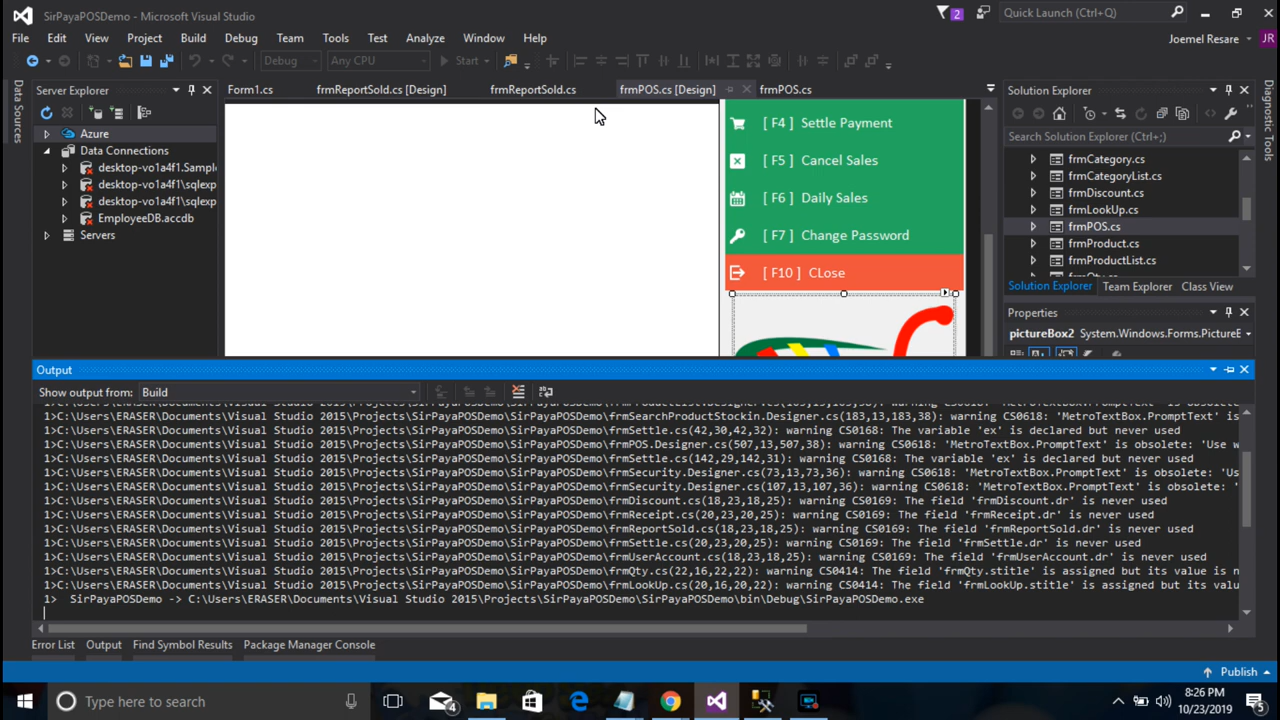 SirPayaPOSDemo - Microsoft Visual Studio
2
Quick Launch (Ctrl+Q)
File Edit View Project Build Debug Team Tools Test Analyze Window Help
Joemel Resare
JR
Debug Any CPU Start
Data Sources
Server Explorer
Azure
Data Connections
desktop-vo1a4f1.Sampl
desktop-vo1a4f1\sqlexp
desktop-vo1a4f1\sqlexp
EmployeeDB.accdb
Servers
Form1.cs frmReportSold.cs [Design] frmReportSold.cs frmPOS.cs [Design] frmPOS.cs
[ F4 ] Settle Payment
[ F5 ] Cancel Sales
[ F6 ] Daily Sales
[ F7 ] Change Password
[ F10 ] CLose
Solution Explorer
Search Solution Explorer (Ctrl+;)
frmCategory.cs
frmCategoryList.cs
frmDiscount.cs
frmLookUp.cs
frmPOS.cs
frmProduct.cs
frmProductList.cs
Solution Explorer Team Explorer Class View
Properties
pictureBox2 System.Windows.Forms.PictureE
Diagnostic Tools
Output
Show output from: Build
1>C:\Users\ERASER\Documents\Visual Studio 2015\Projects\SirPayaPOSDemo\SirPayaPOSDemo\frmSearchProductStockin.Designer.cs(183,13,183,38): warning CS0618: 'MetroTextBox.PromptText' is
1>C:\Users\ERASER\Documents\Visual Studio 2015\Projects\SirPayaPOSDemo\SirPayaPOSDemo\frmSettle.cs(42,30,42,32): warning CS0168: The variable 'ex' is declared but never used
1>C:\Users\ERASER\Documents\Visual Studio 2015\Projects\SirPayaPOSDemo\SirPayaPOSDemo\frmPOS.Designer.cs(507,13,507,38): warning CS0618: 'MetroTextBox.PromptText' is obsolete: 'Use w
1>C:\Users\ERASER\Documents\Visual Studio 2015\Projects\SirPayaPOSDemo\SirPayaPOSDemo\frmSettle.cs(142,29,142,31): warning CS0168: The variable 'ex' is declared but never used
1>C:\Users\ERASER\Documents\Visual Studio 2015\Projects\SirPayaPOSDemo\SirPayaPOSDemo\frmSecurity.Designer.cs(73,13,73,36): warning CS0618: 'MetroTextBox.PromptText' is obsolete: 'Us
1>C:\Users\ERASER\Documents\Visual Studio 2015\Projects\SirPayaPOSDemo\SirPayaPOSDemo\frmSecurity.Designer.cs(107,13,107,36): warning CS0618: 'MetroTextBox.PromptText' is obsolete: '
1>C:\Users\ERASER\Documents\Visual Studio 2015\Projects\SirPayaPOSDemo\SirPayaPOSDemo\frmDiscount.cs(18,23,18,25): warning CS0169: The field 'frmDiscount.dr' is never used
1>C:\Users\ERASER\Documents\Visual Studio 2015\Projects\SirPayaPOSDemo\SirPayaPOSDemo\frmReceipt.cs(20,23,20,25): warning CS0169: The field 'frmReceipt.dr' is never used
1>C:\Users\ERASER\Documents\Visual Studio 2015\Projects\SirPayaPOSDemo\SirPayaPOSDemo\frmReportSold.cs(18,23,18,25): warning CS0169: The field 'frmReportSold.dr' is never used
1>C:\Users\ERASER\Documents\Visual Studio 2015\Projects\SirPayaPOSDemo\SirPayaPOSDemo\frmSettle.cs(20,23,20,25): warning CS0169: The field 'frmSettle.dr' is never used
1>C:\Users\ERASER\Documents\Visual Studio 2015\Projects\SirPayaPOSDemo\SirPayaPOSDemo\frmUserAccount.cs(18,23,18,25): warning CS0169: The field 'frmUserAccount.dr' is never used
1>C:\Users\ERASER\Documents\Visual Studio 2015\Projects\SirPayaPOSDemo\SirPayaPOSDemo\frmQty.cs(22,16,22,22): warning CS0414: The field 'frmQty.stitle' is assigned but its value is n
1>C:\Users\ERASER\Documents\Visual Studio 2015\Projects\SirPayaPOSDemo\SirPayaPOSDemo\frmLookUp.cs(20,16,20,22): warning CS0414: The field 'frmLookUp.stitle' is assigned but its valu
1> SirPayaPOSDemo -> C:\Users\ERASER\Documents\Visual Studio 2015\Projects\SirPayaPOSDemo\SirPayaPOSDemo\bin\Debug\SirPayaPOSDemo.exe
Error List Output Find Symbol Results Package Manager Console
Publish
Type here to search
4
8:26 PM
10/23/2019
5